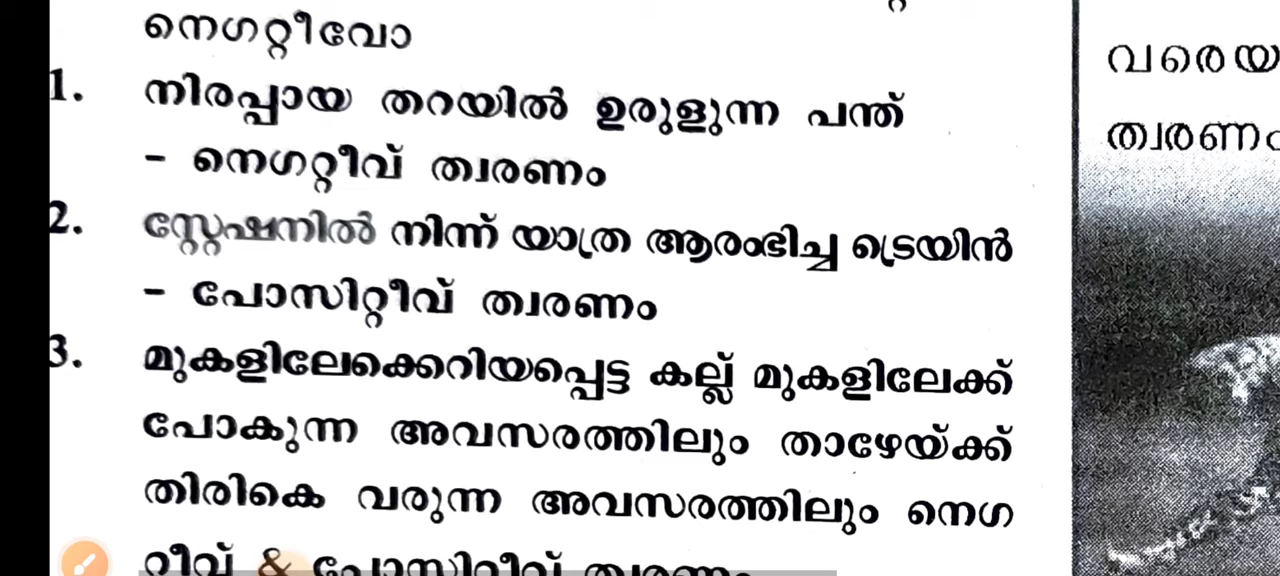 നെഗറ്റീവോ
1. നിരപ്പായ തറയിൽ ഉരുളുന്ന പന്ത്
- നെഗറ്റീവ് ത്വരണം
2. സ്റ്റേഷനിൽ നിന്ന് യാത്ര ആരംഭിച്ച ട്രെയിൻ
- പോസിറ്റീവ് ത്വരണം
3. മുകളിലേക്കെറിയപ്പെട്ട കല്ല് മുകളിലേക്ക്
പോകുന്ന അവസരത്തിലും താഴേയ്ക്ക്
തിരികെ വരുന്ന അവസരത്തിലും നെഗ
റ്റീവ് & പോസിറ്റീവ് ത്വരണം
വരെയ
ത്വരണം